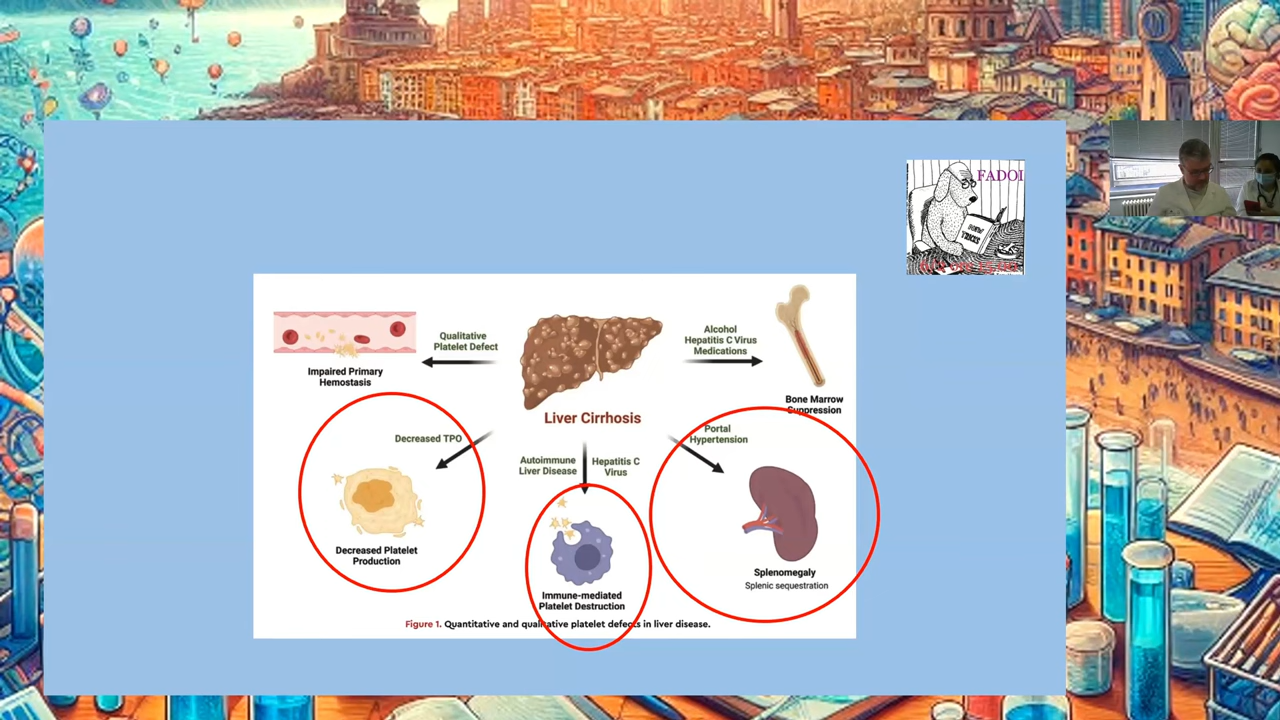 FADOI
Qualitative
Platelet Defect
Alcohol
Hepatitis C Virus
Medications
Impaired Primary
Hemostasis
Bone Marrow
Suppression
Liver Cirrhosis
Decreased TPO
Portal
Hypertension
Autoimmune
Liver Disease
Hepatitis C
Virus
Decreased Platelet
Production
Splenomegaly
Splenic sequestration
Immune-mediated
Platelet Destruction
Figure 1. Quantitative and qualitative platelet defects in liver disease.